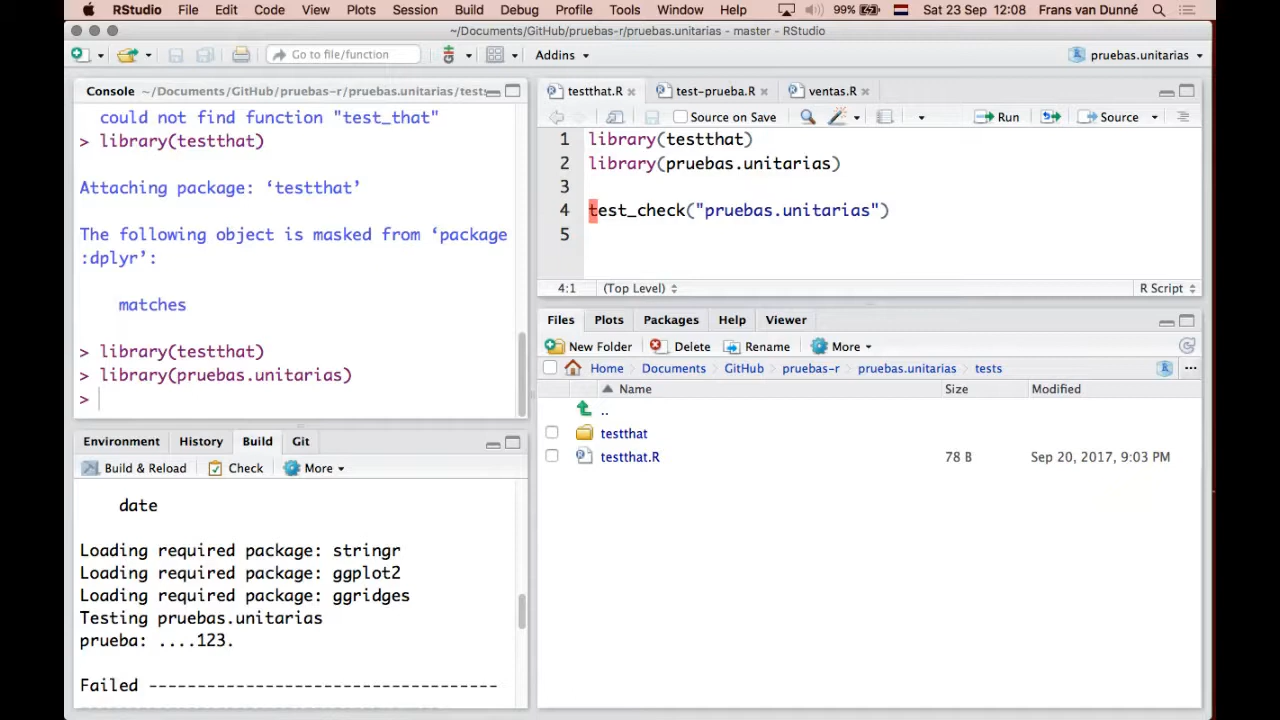 RStudio File Edit Code View Plots Session Build Debug Profile Tools Window Help 99% Sat 23 Sep 12:08 Frans van Dunné
~/Documents/GitHub/pruebas-r/pruebas.unitarias - master - RStudio
Go to file/function Addins pruebas.unitarias
Console ~/Documents/GitHub/pruebas-r/pruebas.unitarias/tests
could not find function "test_that"
> library(testthat)
Attaching package: ‘testthat’
The following object is masked from ‘package
:dplyr’:
matches
> library(testthat)
> library(pruebas.unitarias)
>
testthat.R test-prueba.R ventas.R
Source on Save Run Source
1 library(testthat)
2 library(pruebas.unitarias)
3
4 test_check("pruebas.unitarias")
5
4:1 (Top Level) R Script
Environment History Build Git
Build & Reload Check More
date
Loading required package: stringr
Loading required package: ggplot2
Loading required package: ggridges
Testing pruebas.unitarias
prueba: ....123.
Failed ------------------------------------
Files Plots Packages Help Viewer
New Folder Delete Rename More
Home Documents GitHub pruebas-r pruebas.unitarias tests ...
Name Size Modified
..
testthat
testthat.R 78 B Sep 20, 2017, 9:03 PM